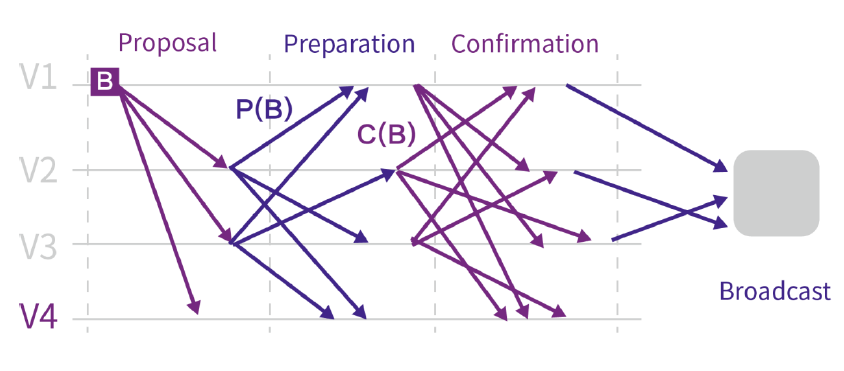 Proposal
Preparation
Confirmation
V1
B
P(B)
C(B)
V2
V3
V4
Broadcast